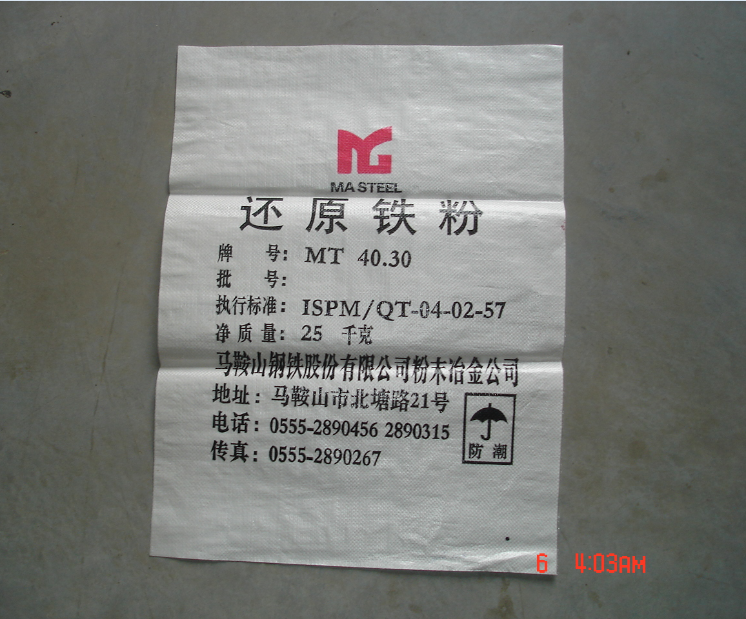 MA STEEL
还原铁粉
牌 号: MT 40.30
批 号:
执行标准: ISPM/QT-04-02-57
净质量: 25 千克
马鞍山钢铁股份有限公司粉末冶金公司
地址: 马鞍山市北塘路21号
电话: 0555-2890456 2890315
传真: 0555-2890267
防潮
6 4:03AM